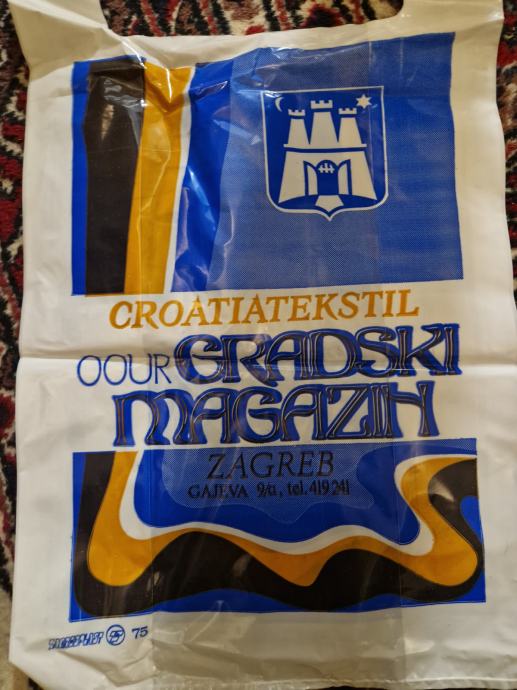 CROATIATEKSTIL
OOUR GRADSKI
MAGAZIN
ZAGREB
GAJEVA 9/a, tel. 419 241
75